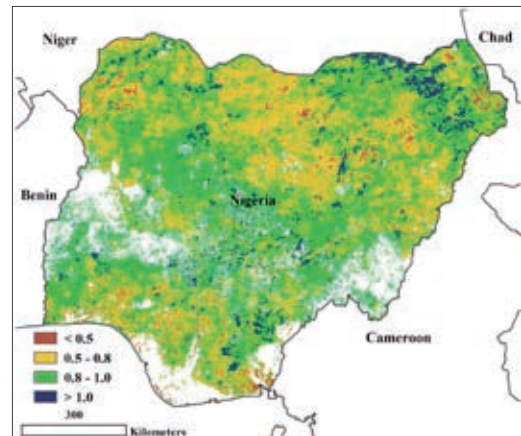 Niger
Chad
Benin
Nigeria
Cameroon
< 0.5
0.5 - 0.8
0.8 - 1.0
> 1.0
300
Kilometers